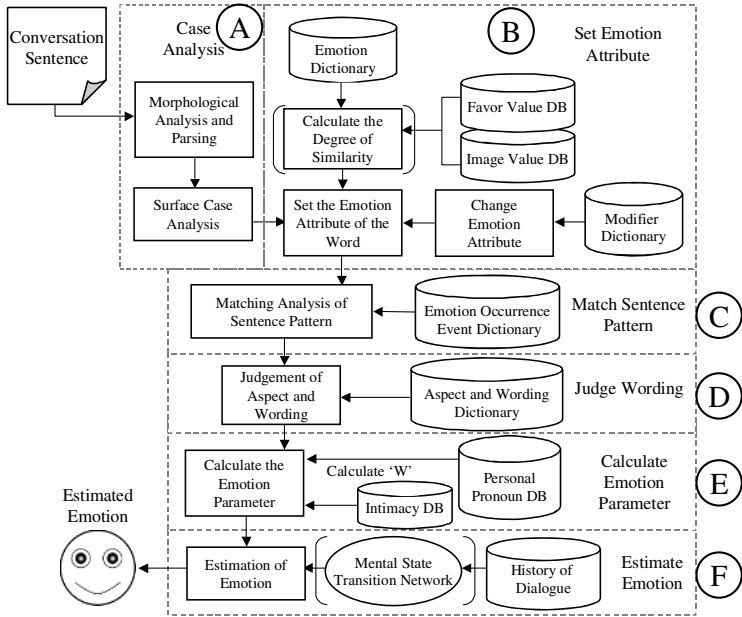 Conversation
Sentence
Case
Analysis
A
Morphological
Analysis and
Parsing
Surface Case
Analysis
B
Set Emotion
Attribute
Emotion
Dictionary
Calculate the
Degree of
Similarity
Favor Value DB
Image Value DB
Set the Emotion
Attribute of the
Word
Change
Emotion
Attribute
Modifier
Dictionary
Matching Analysis of
Sentence Pattern
Emotion Occurrence
Event Dictionary
Match Sentence
Pattern
C
Judgement of
Aspect and
Wording
Aspect and Wording
Dictionary
Judge Wording
D
Calculate the
Emotion
Parameter
Calculate ‘W’
Intimacy DB
Personal
Pronoun DB
Calculate
Emotion
Parameter
E
Estimated
Emotion
Estimation of
Emotion
Mental State
Transition Network
History of
Dialogue
Estimate
Emotion
F